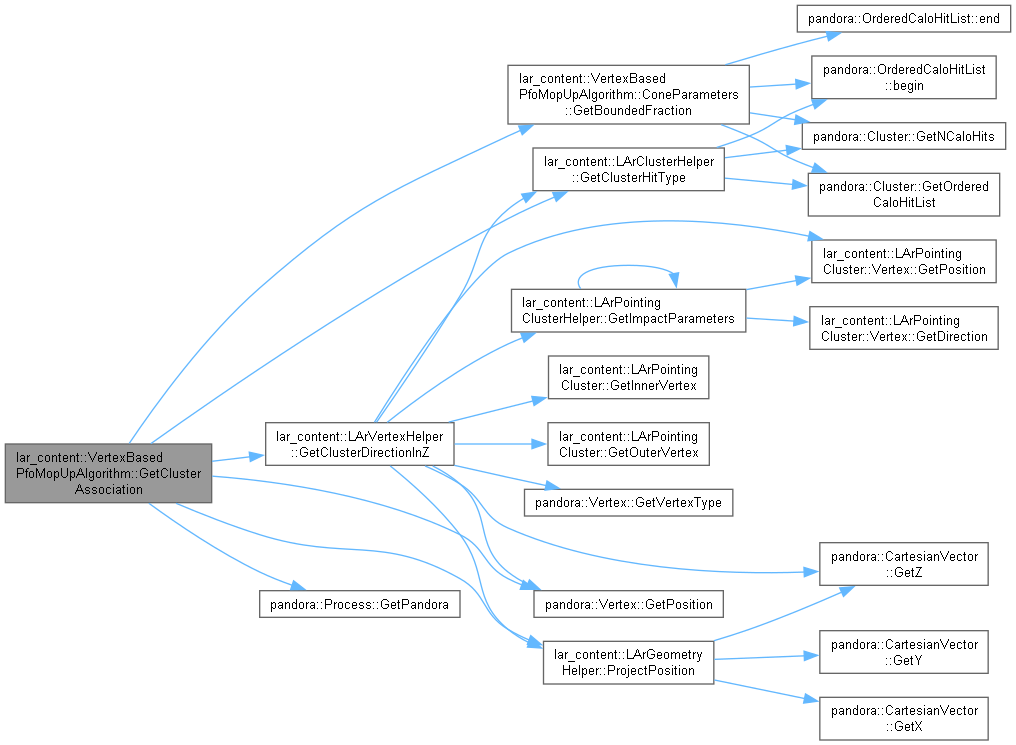 pandora::OrderedCaloHitList::end
lar_content::VertexBased
PfoMopUpAlgorithm::ConeParameters
::GetBoundedFraction
pandora::OrderedCaloHitList
::begin
pandora::Cluster::GetNCaloHits
lar_content::LArClusterHelper
::GetClusterHitType
pandora::Cluster::GetOrdered
CaloHitList
lar_content::LArPointing
Cluster::Vertex::GetPosition
lar_content::LArPointing
ClusterHelper::GetImpactParameters
lar_content::LArPointing
Cluster::Vertex::GetDirection
lar_content::LArPointing
Cluster::GetInnerVertex
lar_content::LArVertexHelper
::GetClusterDirectionInZ
lar_content::LArPointing
Cluster::GetOuterVertex
lar_content::VertexBased
PfoMopUpAlgorithm::GetCluster
Association
pandora::Vertex::GetVertexType
pandora::CartesianVector
::GetZ
pandora::Process::GetPandora
pandora::Vertex::GetPosition
lar_content::LArGeometry
Helper::ProjectPosition
pandora::CartesianVector
::GetY
pandora::CartesianVector
::GetX